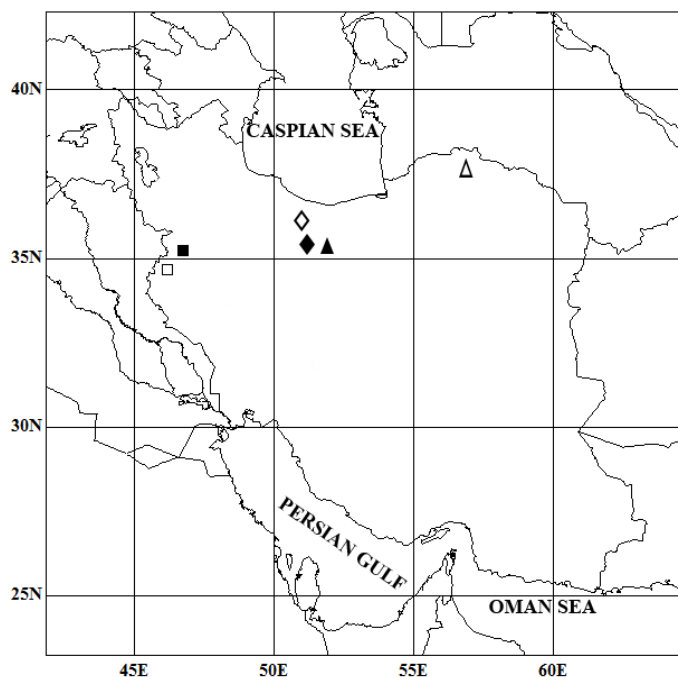 40N
CASPIAN SEA
35N
30N
PERSIAN GULF
25N
OMAN SEA
45E 50E 55E 60E